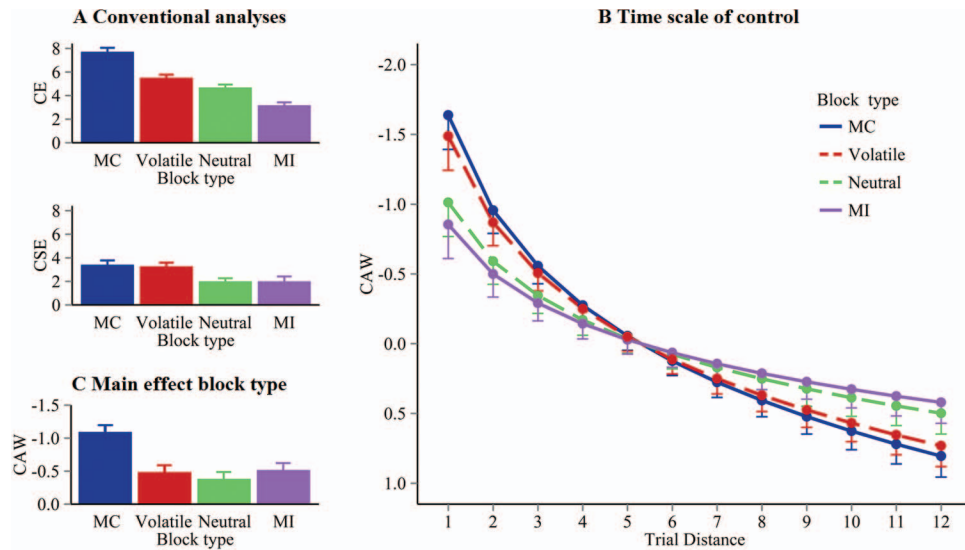 A Conventional analyses
8
6
4
2
0
CE
MC Volatile Neutral MI
Block type
8
6
4
2
0
CSE
MC Volatile Neutral MI
Block type
C Main effect block type
-1.5
-1.0
-0.5
0.0
CAW
MC Volatile Neutral MI
Block type
B Time scale of control
-2.0
-1.5
-1.0
-0.5
0.0
0.5
1.0
CAW
Block type
MC
Volatile
Neutral
MI
1 2 3 4 5 6 7 8 9 10 11 12
Trial Distance